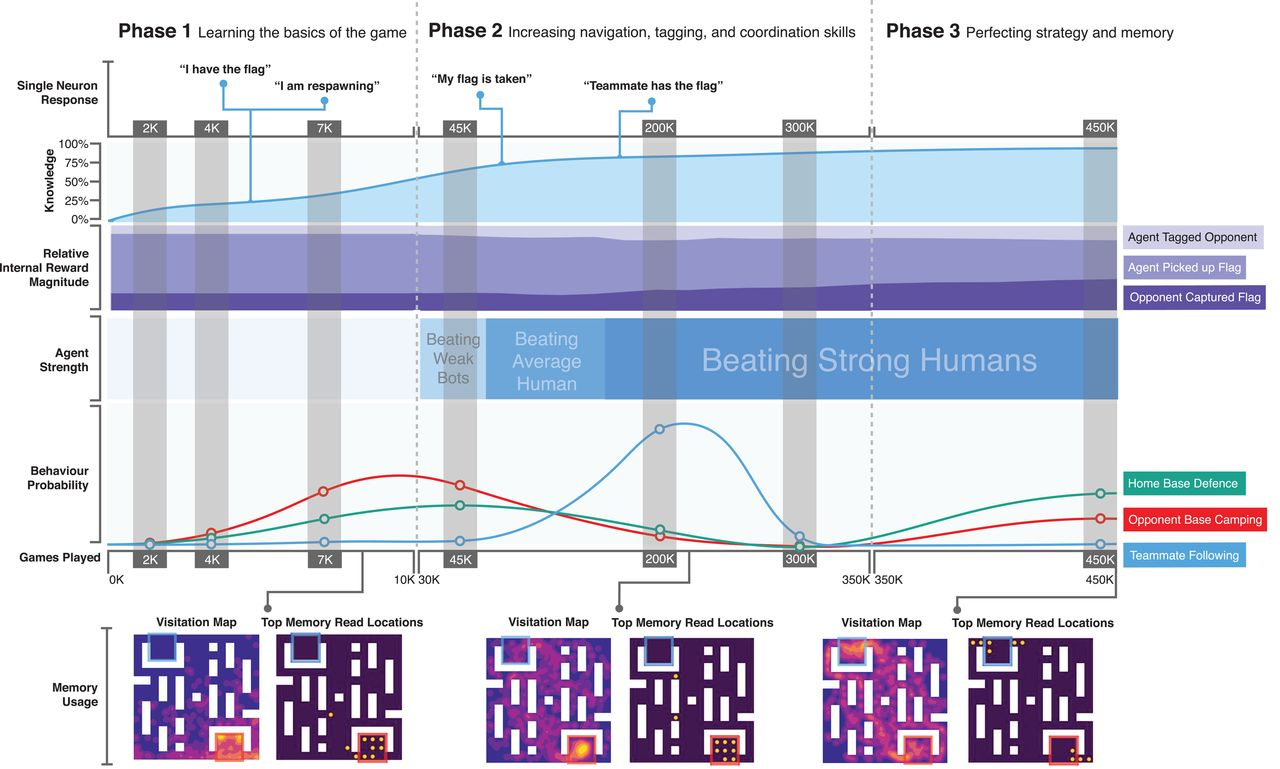 Phase 1 Learning the basics of the game
Phase 2 Increasing navigation, tagging, and coordination skills
Phase 3 Perfecting strategy and memory
Single Neuron
Response
“I have the flag”
“I am respawning”
“My flag is taken”
“Teammate has the flag”
2K
4K
7K
45K
200K
300K
450K
Knowledge
100%
75%
50%
25%
0%
Relative
Internal Reward
Magnitude
Agent Tagged Opponent
Agent Picked up Flag
Opponent Captured Flag
Agent
Strength
Beating
Weak
Bots
Beating
Average
Human
Beating Strong Humans
Behaviour
Probability
Home Base Defence
Opponent Base Camping
Teammate Following
Games Played
2K
4K
7K
45K
200K
300K
450K
0K
10K
30K
350K
350K
450K
Memory
Usage
Visitation Map
Top Memory Read Locations
Visitation Map
Top Memory Read Locations
Visitation Map
Top Memory Read Locations